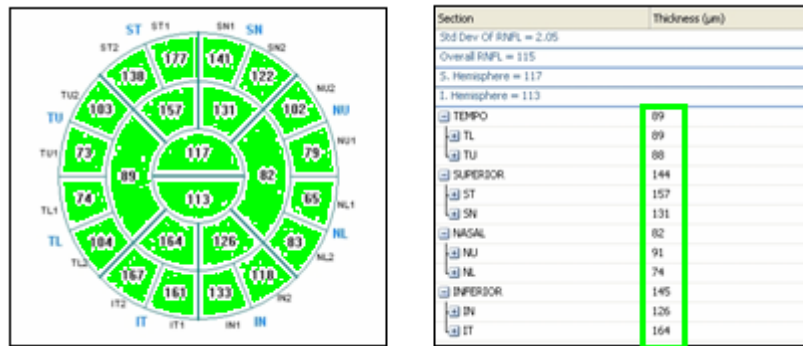 ST ST1 SN1 SN
ST2 177 141 SN2
138 122
TU2 103 157 131 102 NU2
TU NU
TU1 73 117 79 NU1
89 82
74 113 65
TL1 NL1
TL 104 164 126 83 NL
TL2 NL2
167 118
IT2 161 133 IN2
IT IT1 IN1 IN
Section Thickness (µm)
Std Dev Of RNFL = 2.05
Overall RNFL = 115
S. Hemisphere = 117
I. Hemisphere = 113
TEMPO 89
TL 89
TU 88
SUPERIOR 144
ST 157
SN 131
NASAL 82
NU 91
NL 74
INFERIOR 145
IN 126
IT 164